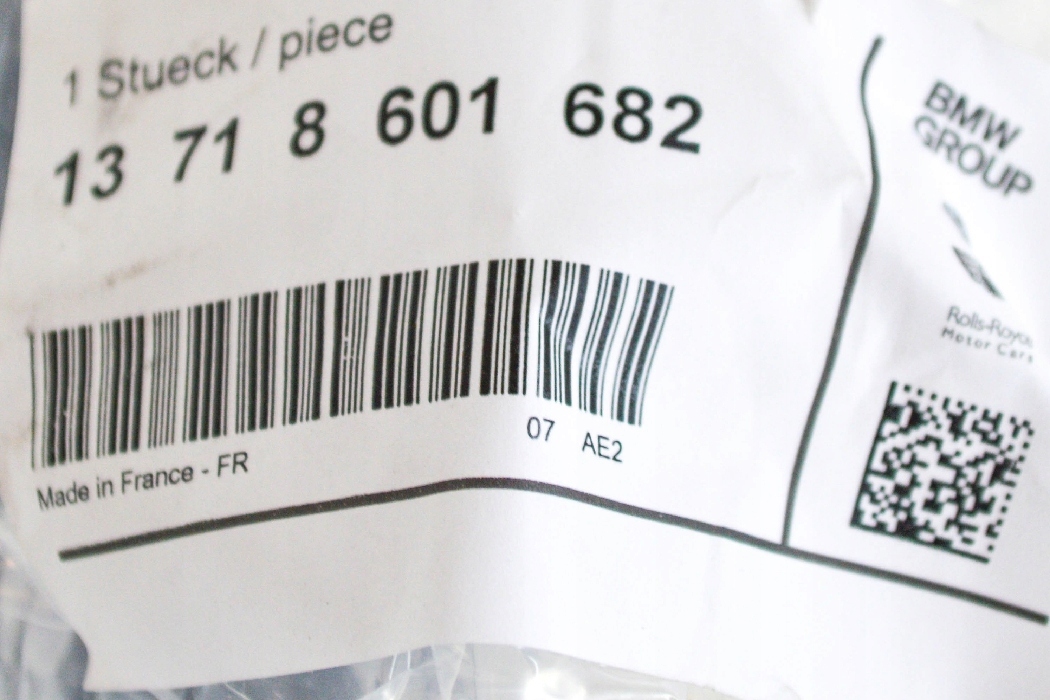 1 Stueck / piece
13 71 8 601 682
07 AE2
Made in France - FR
BMW
GROUP
Rolls-Royce
Motor Cars